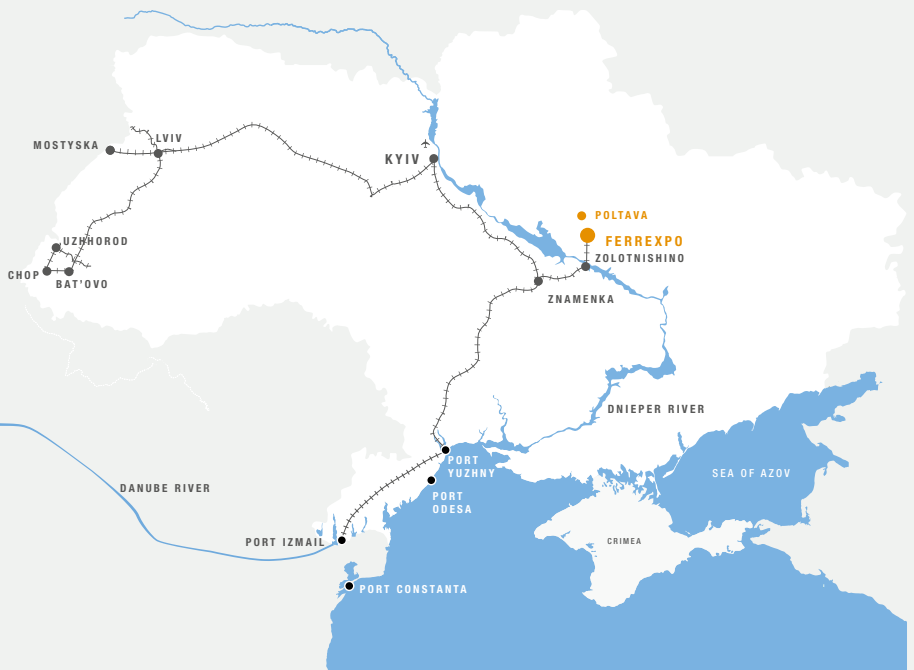 MOSTYSKA
LVIV
KYIV
UZHHOROD
CHOP
BAT'OVO
POLTAVA
FERREXPO
ZOLOTNISHINO
ZNAMENKA
DNIEPER RIVER
PORT
YUZHNY
SEA OF AZOV
DANUBE RIVER
PORT
ODESA
PORT IZMAIL
CRIMEA
PORT CONSTANTA